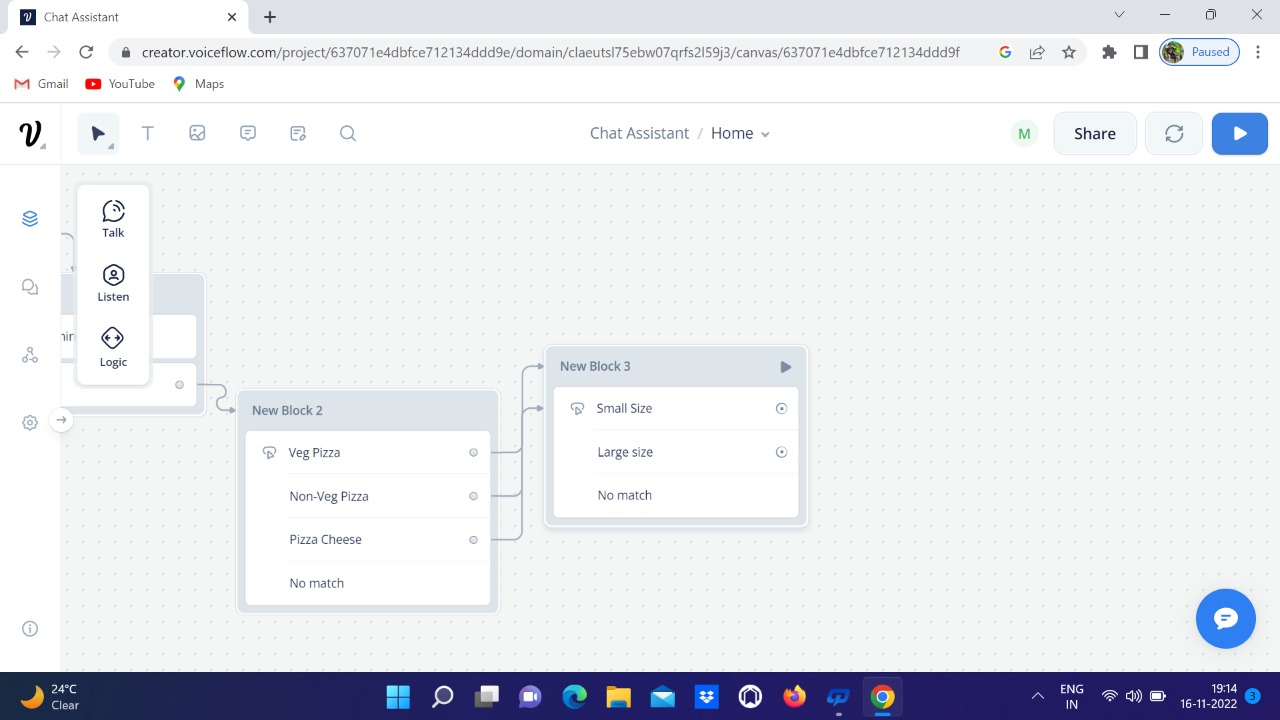 Chat Assistant
creator.voiceflow.com/project/637071e4dbfce712134ddd9e/domain/claeutsl75ebw07qrfs2l59j3/canvas/637071e4dbfce712134ddd9f
Paused
Gmail
YouTube
Maps
Chat Assistant / Home
M
Share
Talk
Listen
Logic
New Block 2
Veg Pizza
Non-Veg Pizza
Pizza Cheese
No match
New Block 3
Small Size
Large size
No match
24°C
Clear
ENG
IN
19:14
16-11-2022
3